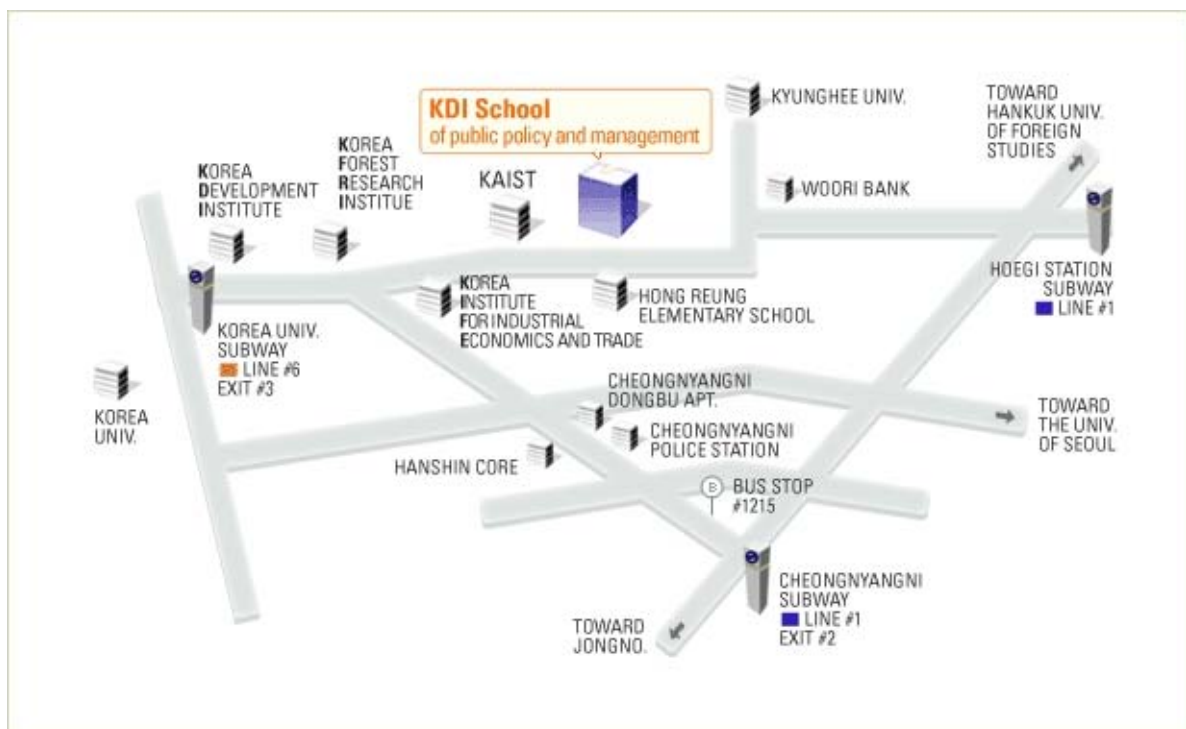 KDI School
of public policy and management
KYUNGHEE UNIV.
TOWARD
HANKUK UNIV.
OF FOREIGN
STUDIES
KOREA
DEVELOPMENT
INSTITUTE
KOREA
FOREST
RESEARCH
INSTITUE
KAIST
WOORI BANK
HOEGI STATION
SUBWAY
LINE #1
KOREA
INSTITUTE
FOR INDUSTRIAL
ECONOMICS AND TRADE
HONG REUNG
ELEMENTARY SCHOOL
KOREA UNIV.
SUBWAY
LINE #6
EXIT #3
KOREA
UNIV.
CHEONGNYANGNI
DONGBU APT.
TOWARD
THE UNIV.
OF SEOUL
CHEONGNYANGNI
POLICE STATION
HANSHIN CORE
B
BUS STOP
#1215
CHEONGNYANGNI
SUBWAY
LINE #1
EXIT #2
TOWARD
JONGNO.